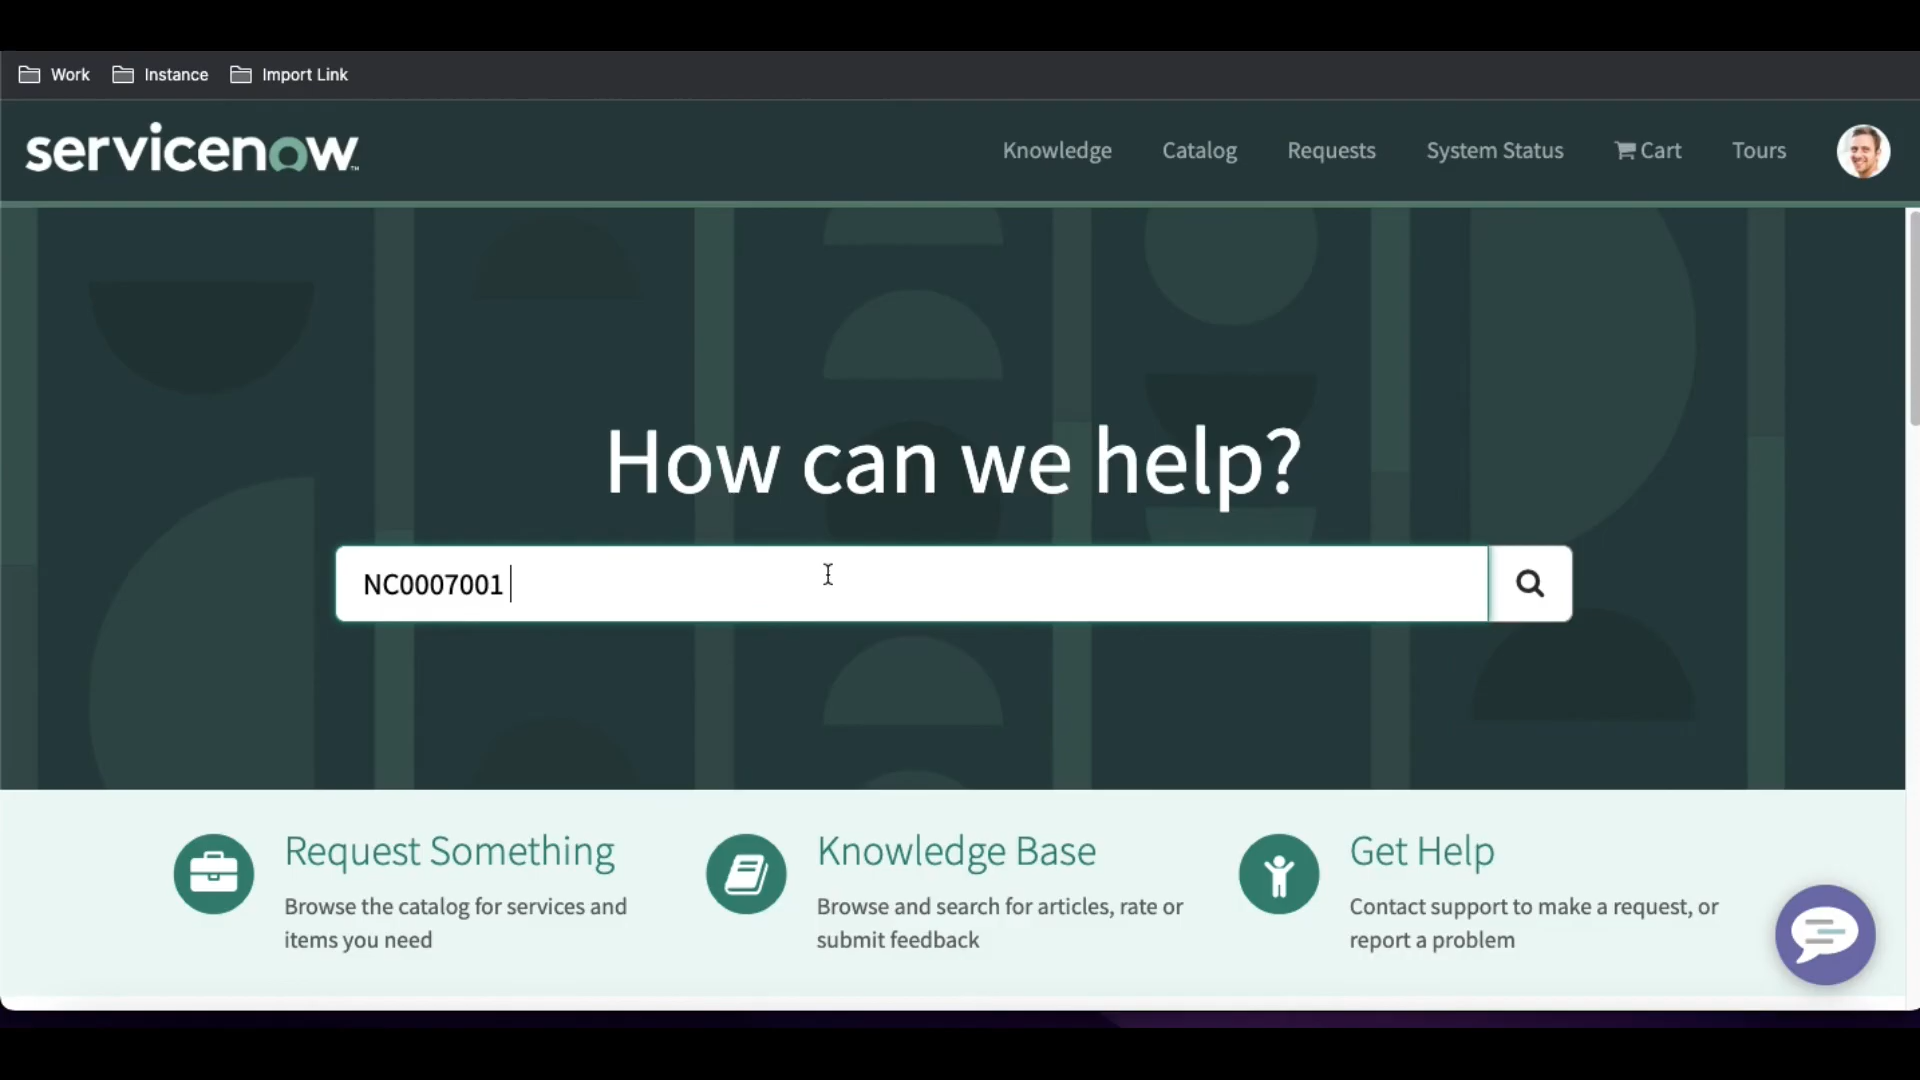 Work Instance Import Link
servicenow
Knowledge Catalog Requests System Status Cart Tours
How can we help?
NC0007001
Request Something
Browse the catalog for services and
items you need
Knowledge Base
Browse and search for articles, rate or
submit feedback
Get Help
Contact support to make a request, or
report a problem